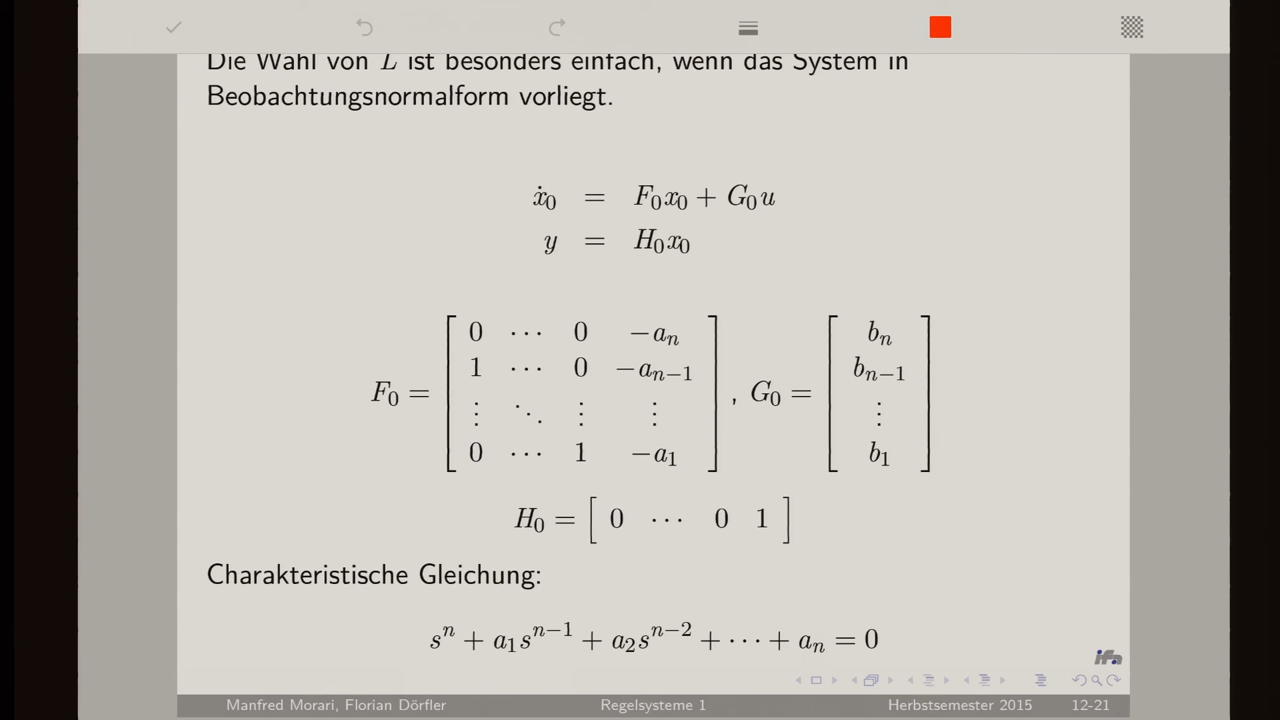 Die Wahl von L ist besonders einfach, wenn das System in
Beobachtungsnormalform vorliegt.
ẋ₀ = F₀x₀ + G₀u
y = H₀x₀
F₀ = [ 0 ⋯ 0 −aₙ ; 1 ⋯ 0 −aₙ₋₁ ; ⋮ ⋱ ⋮ ⋮ ; 0 ⋯ 1 −a₁ ] , G₀ = [ bₙ ; bₙ₋₁ ; ⋮ ; b₁ ]
H₀ = [ 0 ⋯ 0 1 ]
Charakteristische Gleichung:
sⁿ + a₁sⁿ⁻¹ + a₂sⁿ⁻² + ⋯ + aₙ = 0
ifa
Manfred Morari, Florian Dörfler Regelsysteme 1 Herbstsemester 2015 12-21